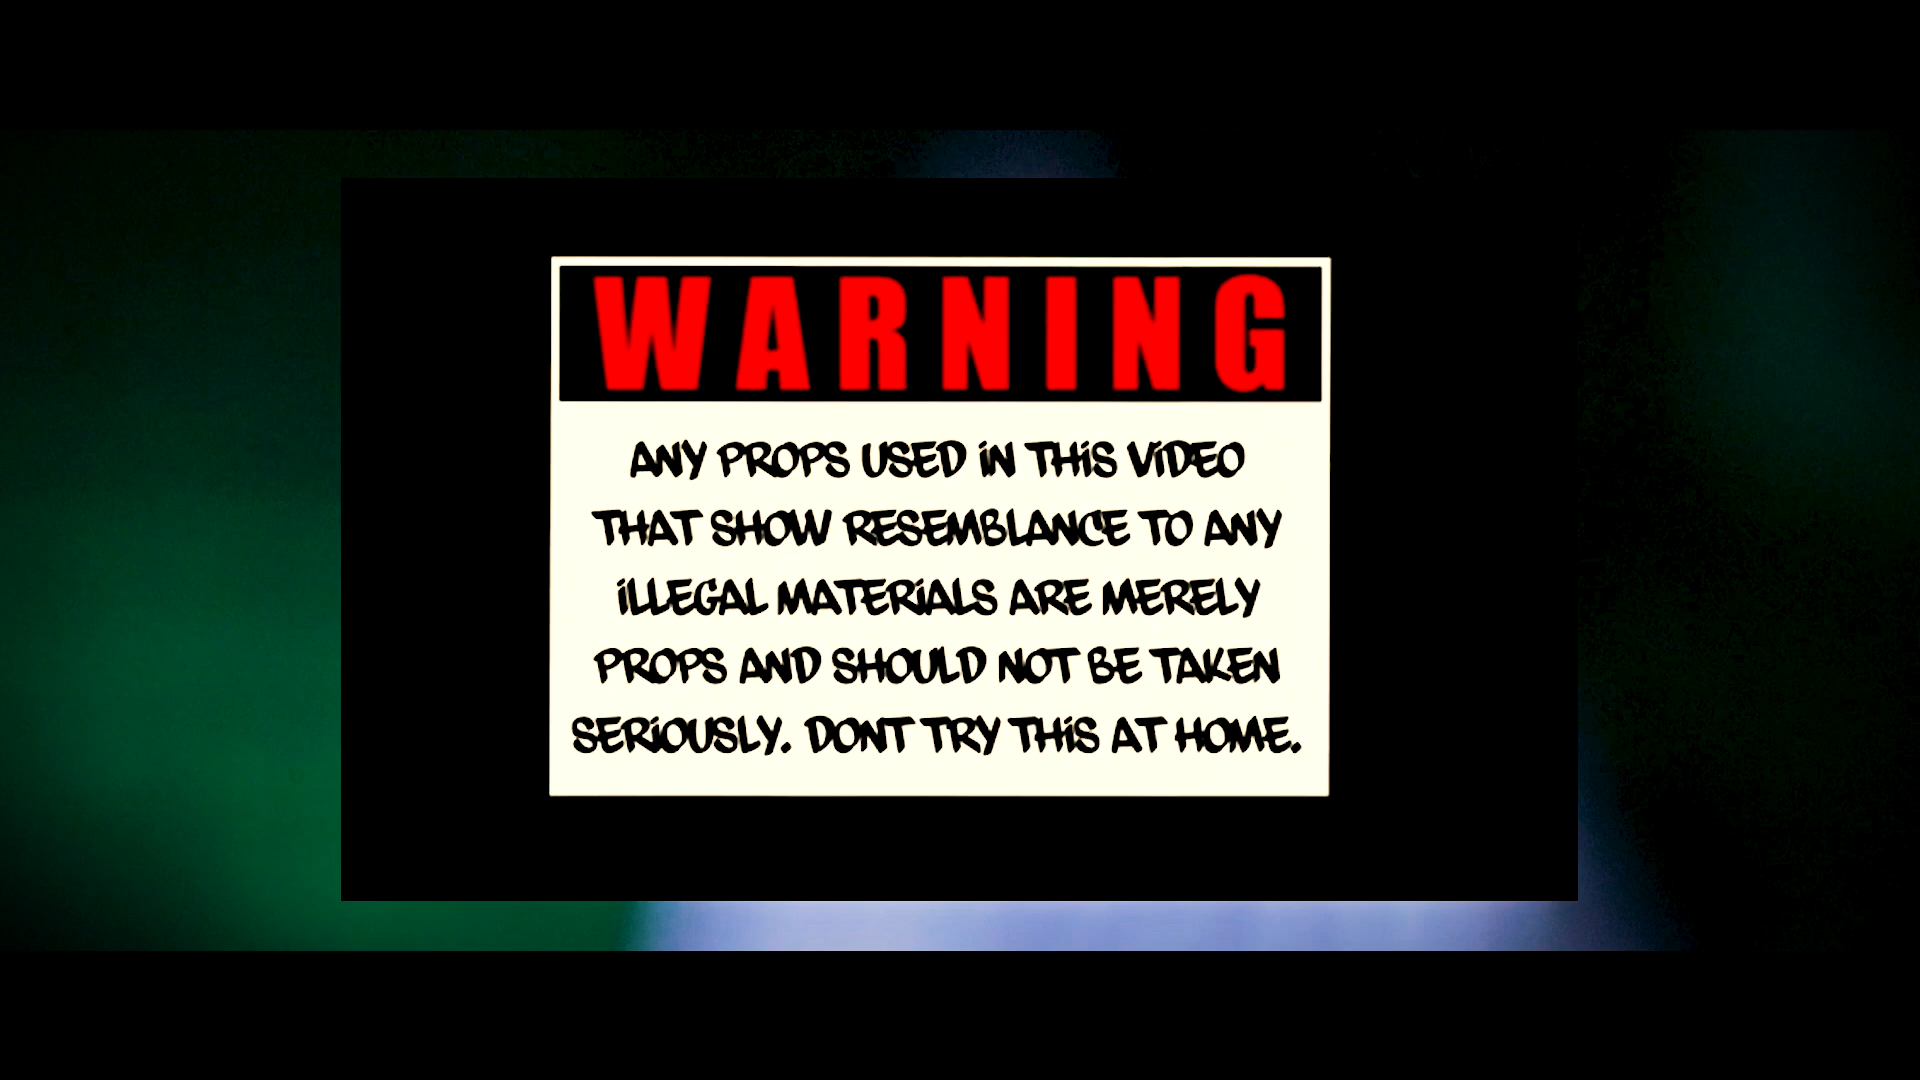 WARNING
ANY PROPS USED iN THiS ViDEO
THAT SHOW RESEMBLANCE TO ANY
iLLEGAL MATERiALS ARE MERELY
PROPS AND SHOULD NOT BE TAKEN
SERiOUSLY. DONT TRY THiS AT HOME.